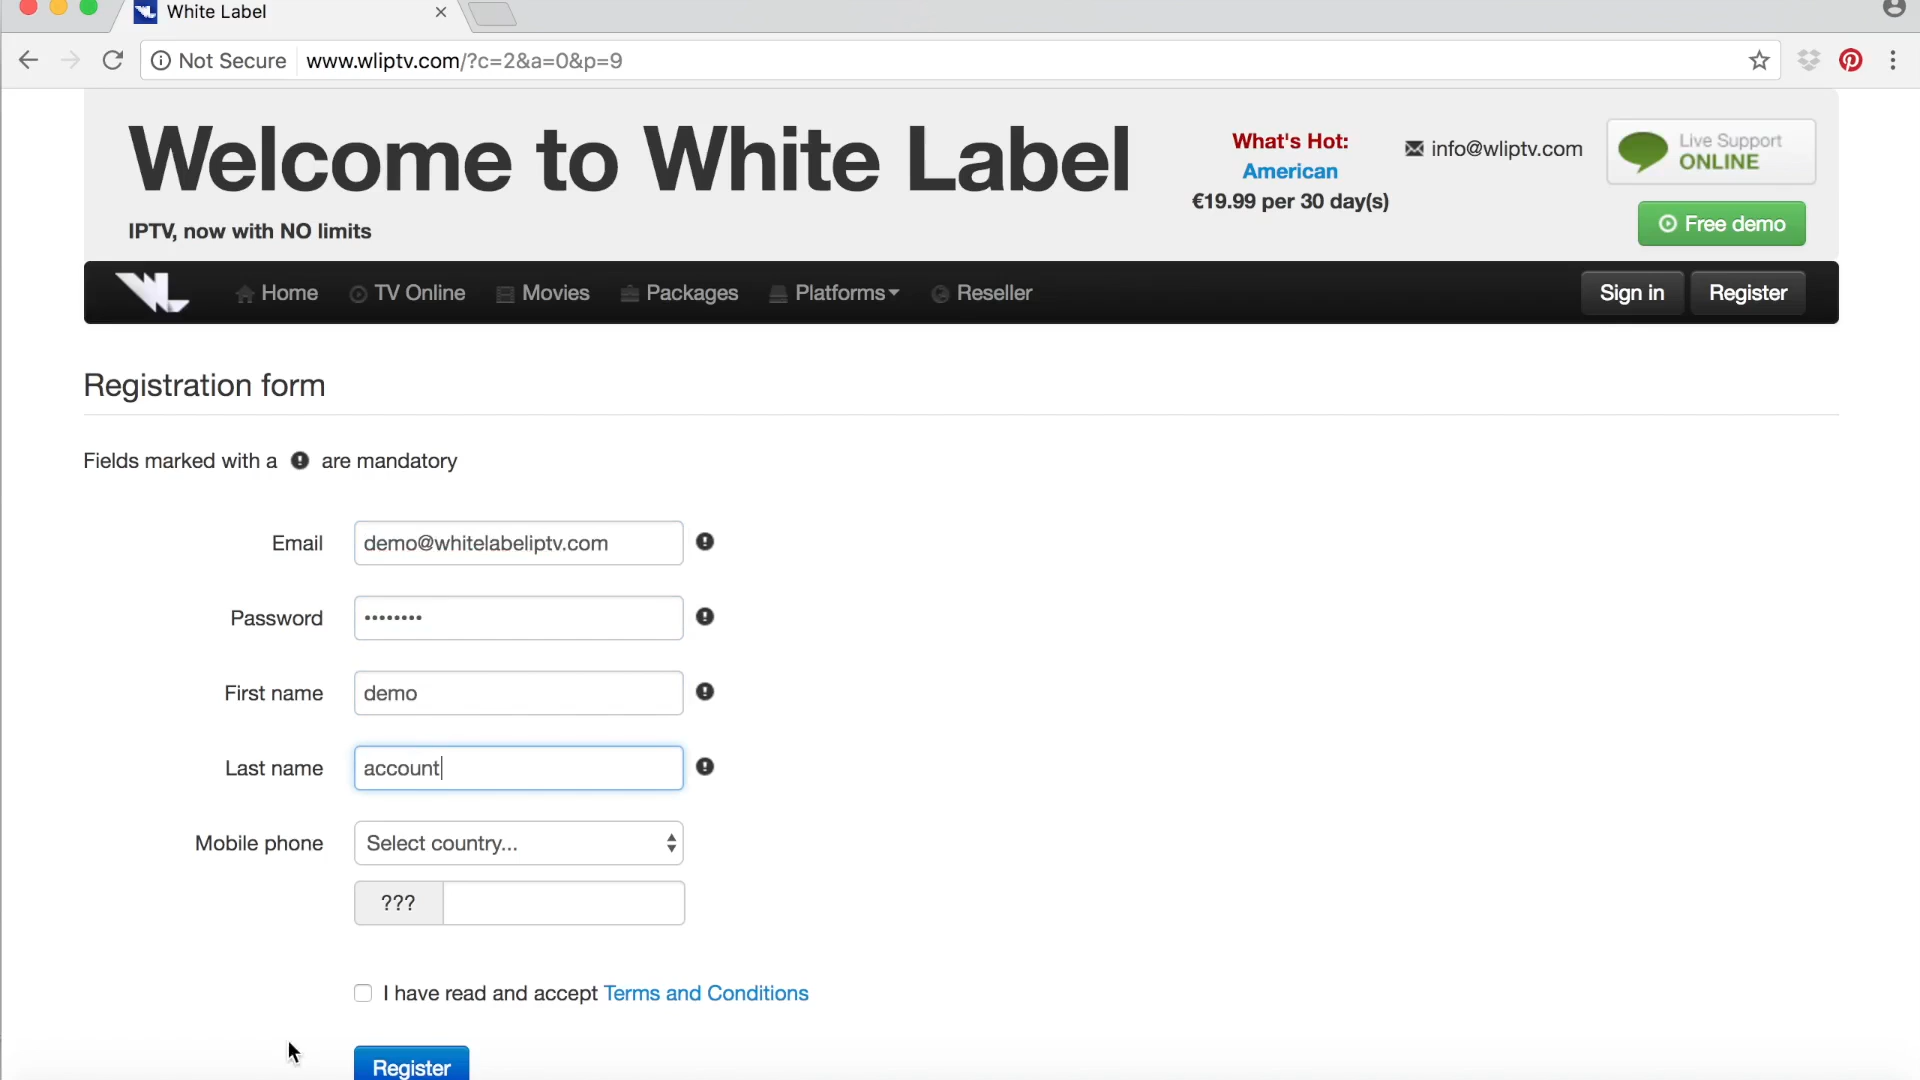 White Label
Not Secure www.wliptv.com/?c=2&a=0&p=9
Welcome to White Label
IPTV, now with NO limits
What's Hot:
American
€19.99 per 30 day(s)
info@wliptv.com
Live Support
ONLINE
Free demo
WL Home TV Online Movies Packages Platforms Reseller Sign in Register
Registration form
Fields marked with a ! are mandatory
Email demo@whitelabeliptv.com !
Password •••••••• !
First name demo !
Last name account !
Mobile phone Select country...
???
I have read and accept Terms and Conditions
Register